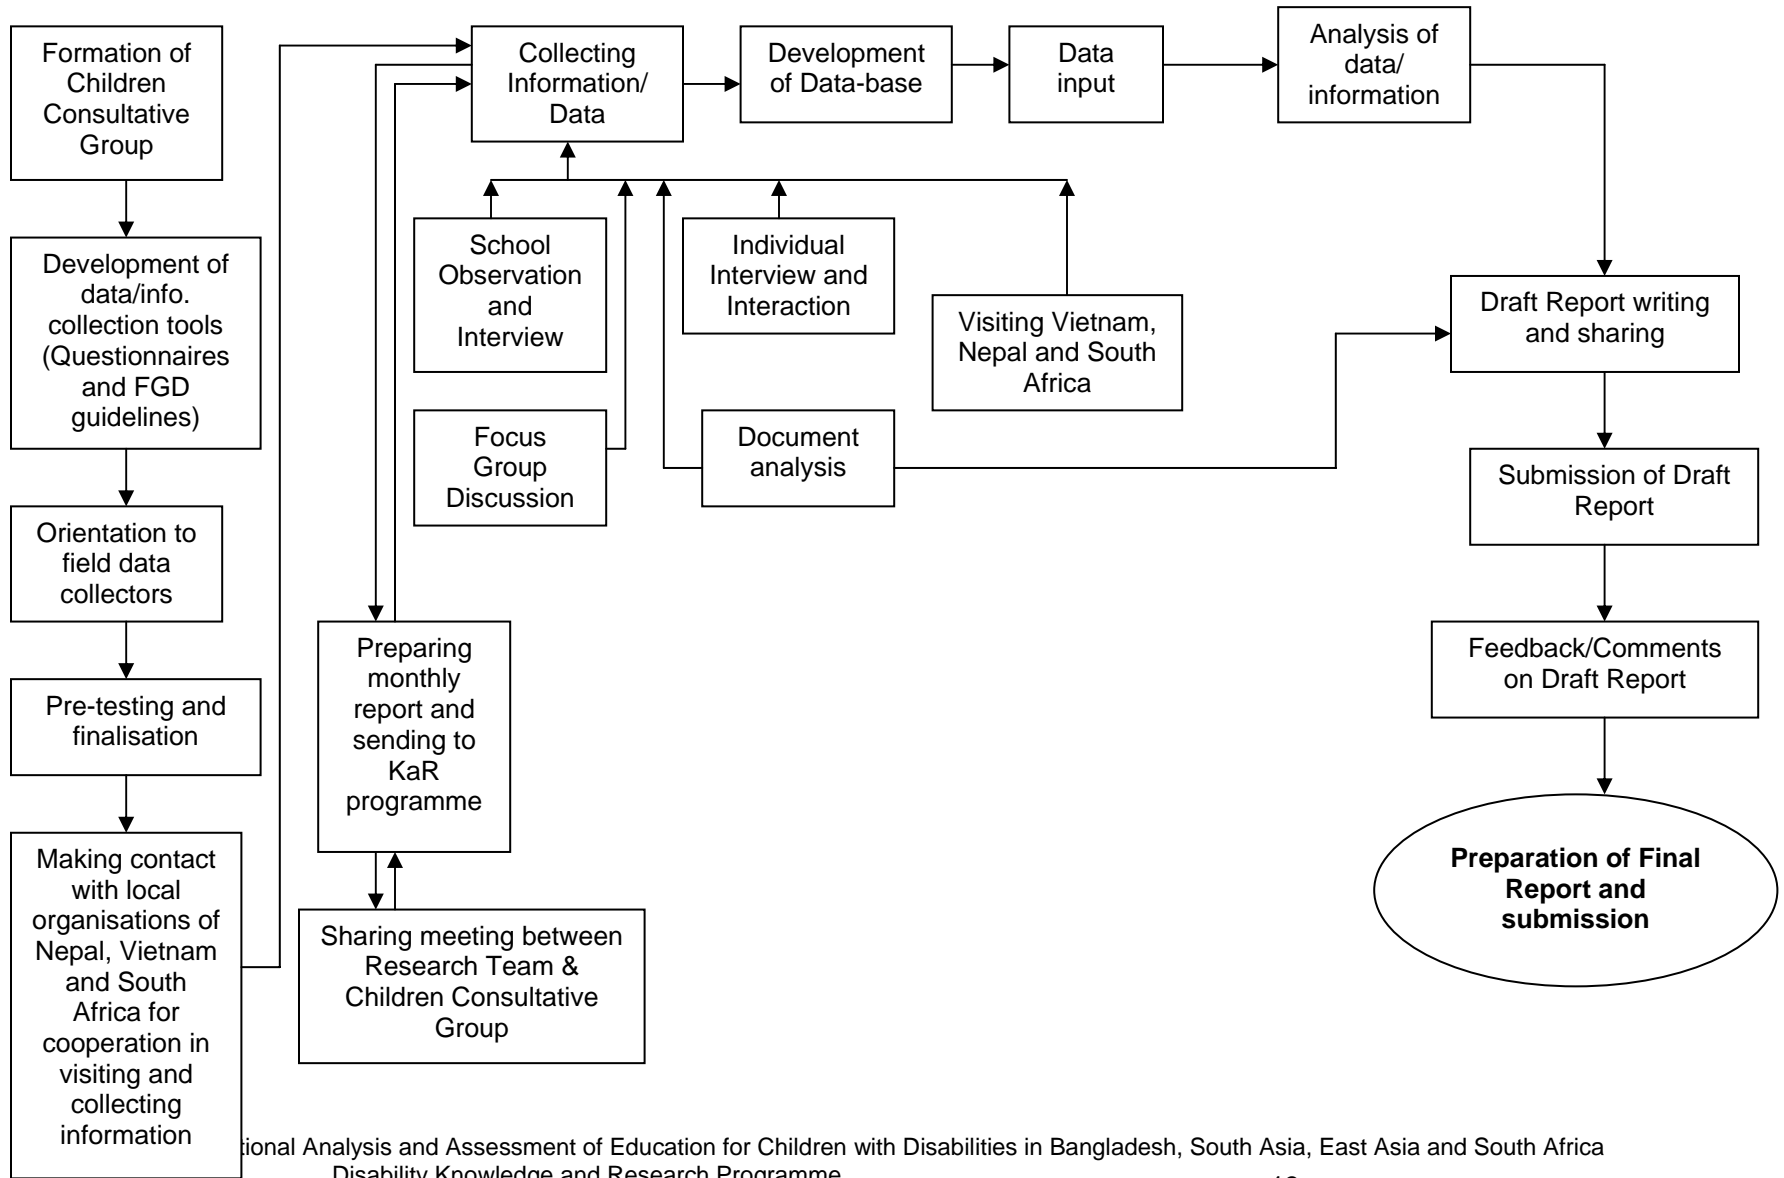 Formation of
Children
Consultative
Group
Development of
data/info.
collection tools
(Questionnaires
and FGD
guidelines)
Orientation to
field data
collectors
Pre-testing and
finalisation
Making contact
with local
organisations of
Nepal, Vietnam
and South
Africa for
cooperation in
visiting and
collecting
information
Collecting
Information/
Data
Development
of Data-base
Data
input
Analysis of
data/
information
School
Observation
and
Interview
Individual
Interview and
Interaction
Visiting Vietnam,
Nepal and South
Africa
Focus
Group
Discussion
Document
analysis
Preparing
monthly
report and
sending to
KaR
programme
Sharing meeting between
Research Team &
Children Consultative
Group
Draft Report writing
and sharing
Submission of Draft
Report
Feedback/Comments
on Draft Report
Preparation of Final
Report and
submission
Analysis and Assessment of Education for Children with Disabilities in Bangladesh, South Asia, East Asia and South Africa
Disability Knowledge and Research Programme